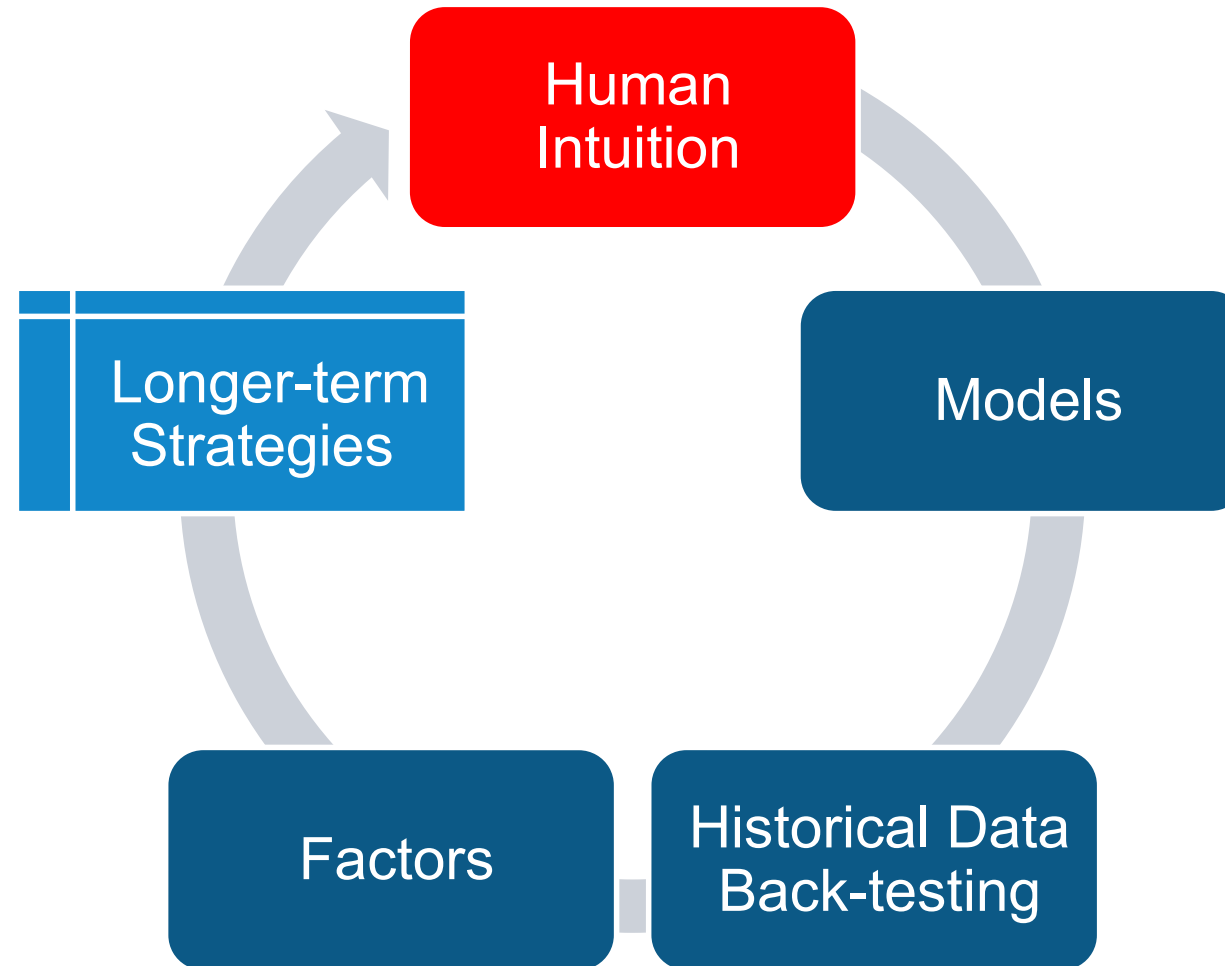 Human
Intuition
Models
Historical Data
Back-testing
Factors
Longer-term
Strategies